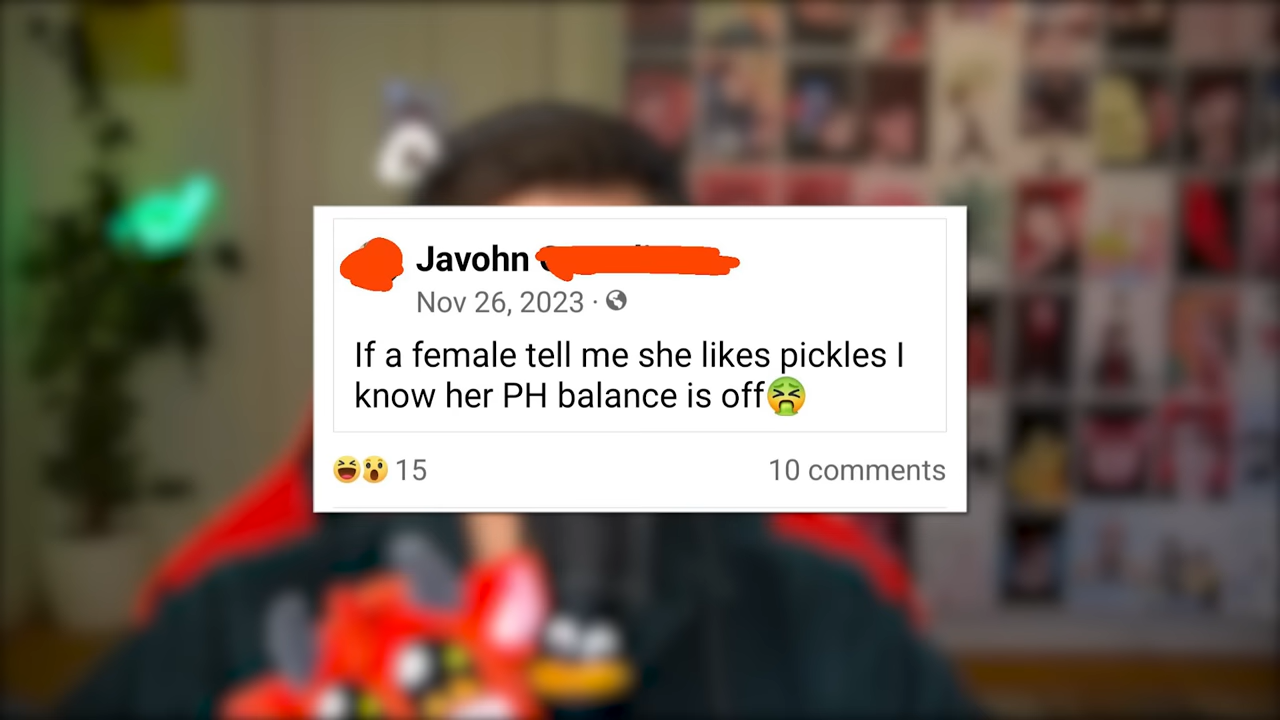 Javohn
Nov 26, 2023 ·
If a female tell me she likes pickles I
know her PH balance is off🤮
15
10 comments